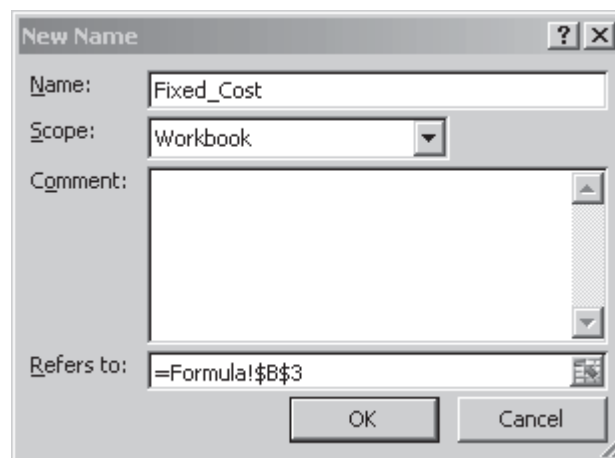 New Name ? X
Name: Fixed_Cost
Scope: Workbook
Comment:
Refers to: =Formula!$B$3
OK Cancel